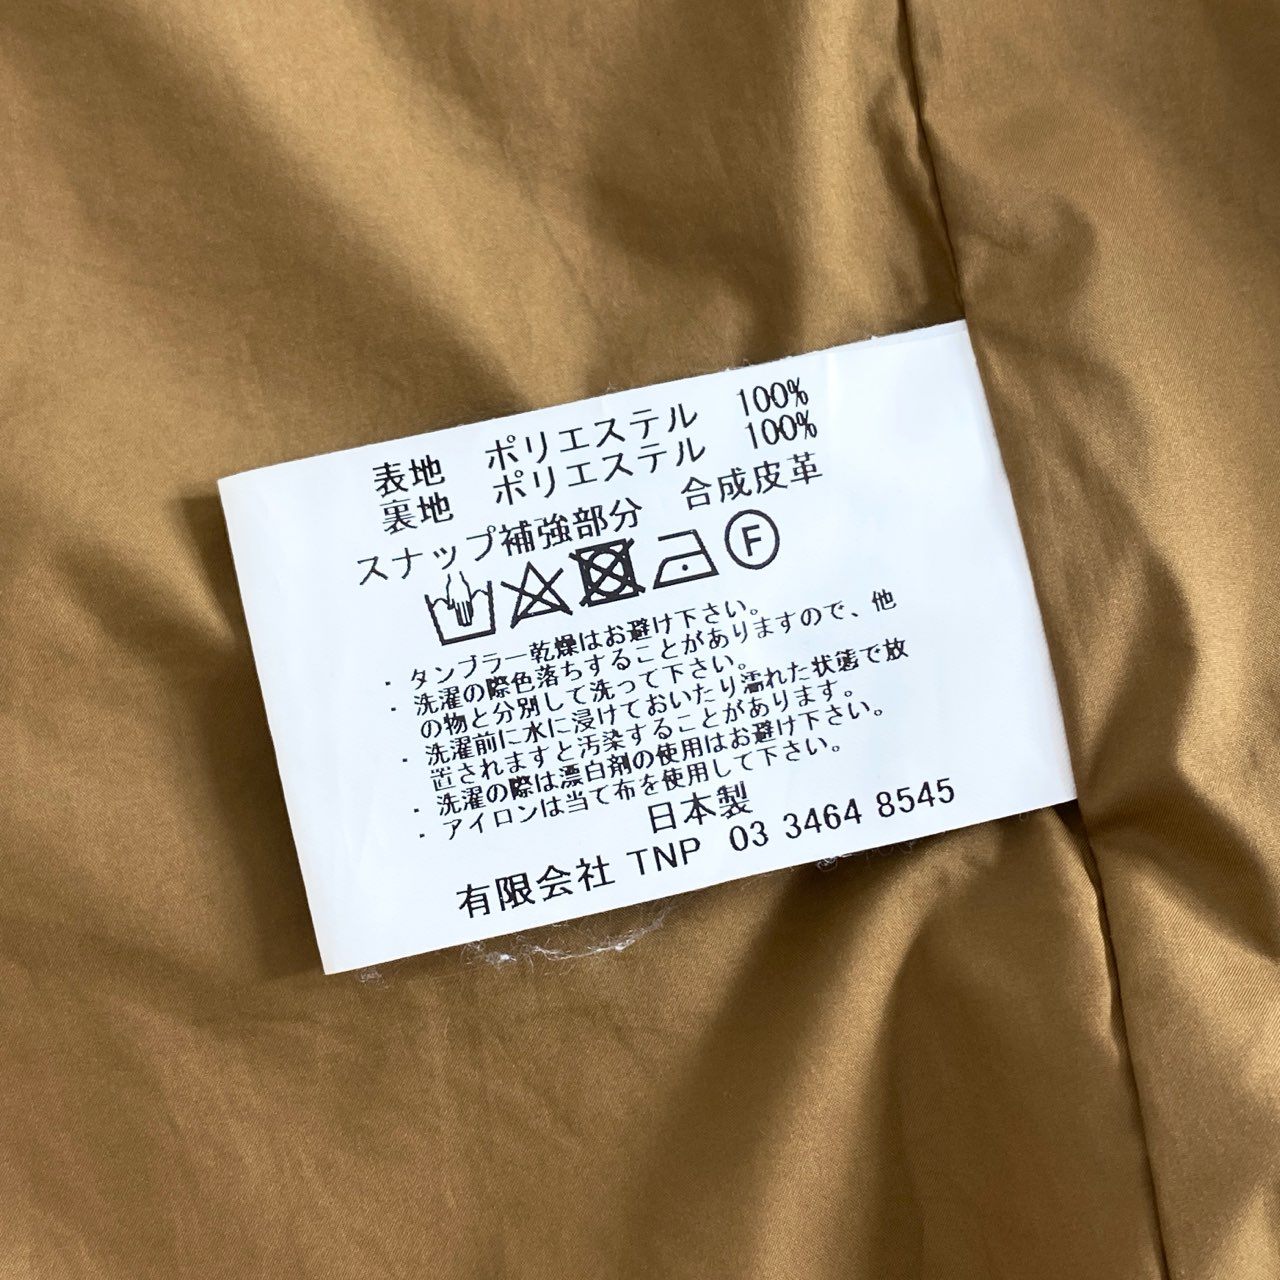 表地 ポリエステル 100%
裏地 ポリエステル 100%
スナップ補強部分 合成皮革
F
・タンブラー乾燥はお避け下さい。
・洗濯の際色落ちすることがありますので、他
の物と分別して洗って下さい。
・洗濯前に水に浸けておいたり濡れた状態で放
置されますと汚染することがあります。
・洗濯の際は漂白剤の使用はお避け下さい。
・アイロンは当て布を使用して下さい。
日本製
有限会社 TNP 03 3464 8545